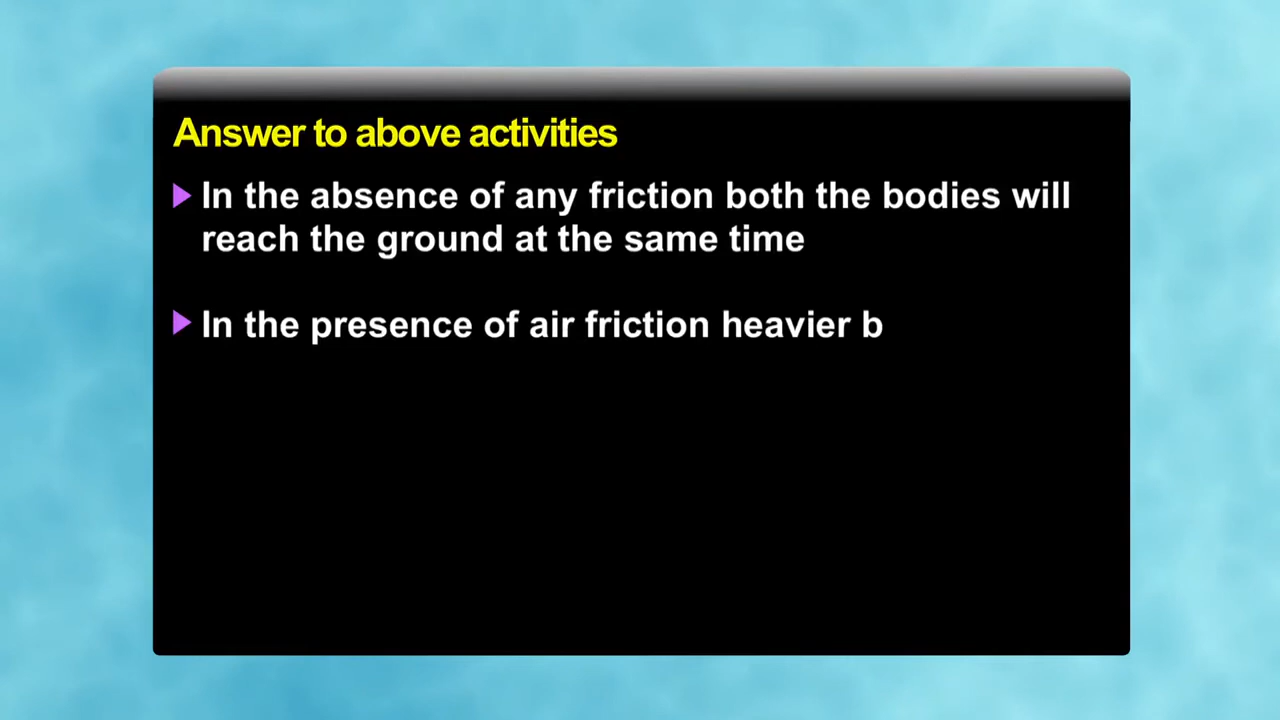 Answer to above activities
In the absence of any friction both the bodies will
reach the ground at the same time
In the presence of air friction heavier b